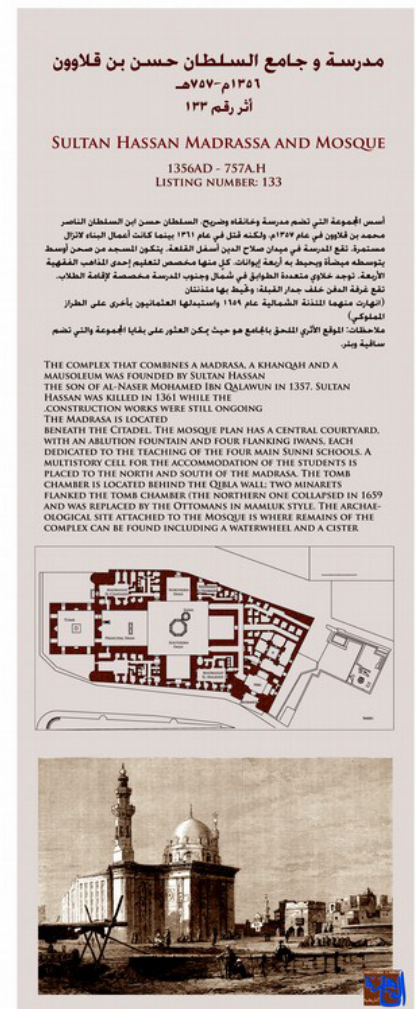 مدرسة و جامع السلطان حسن بن قلاوون
١٣٥٦م-٧٥٧هـ
أثر رقم ١٣٣
SULTAN HASSAN MADRASSA AND MOSQUE
1356AD - 757A.H
LISTING NUMBER: 133
أسس المجموعة التي تضم مدرسة وخانقاه وضريح، السلطان حسن ابن السلطان الناصر
محمد بن قلاوون في عام ١٣٥٧م، ولكنه قتل في عام ١٣٦١ بينما كانت أعمال البناء لاتزال
مستمرة. تقع المدرسة في ميدان صلاح الدين أسفل القلعة. يتكون المسجد من صحن أوسط
يتوسطه ميضأة ويحيط به أربعة إيوانات، كل منها مخصص لتعليم إحدى المذاهب الفقهية
الأربعة. توجد خلاوي متعددة الطوابق في شمال وجنوب المدرسة مخصصة لإقامة الطلاب.
تقع غرفة الدفن خلف جدار القبلة؛ وتحيط بها مئذنتان
(انهارت منهما المئذنة الشمالية عام ١٦٥٩ واستبدلها العثمانيون بأخرى على الطراز
المملوكي)
ملاحظات: الموقع الأثري الملحق بالجامع هو حيث يمكن العثور على بقايا المجموعة والتي تضم
ساقية وبئر.
THE COMPLEX THAT COMBINES A MADRASA, A KHANQAH AND A
MAUSOLEUM WAS FOUNDED BY SULTAN HASSAN
THE SON OF AL-NASER MOHAMED IBN QALAWUN IN 1357. SULTAN
HASSAN WAS KILLED IN 1361 WHILE THE
.CONSTRUCTION WORKS WERE STILL ONGOING
THE MADRASA IS LOCATED
BENEATH THE CITADEL. THE MOSQUE PLAN HAS A CENTRAL COURTYARD,
WITH AN ABLUTION FOUNTAIN AND FOUR FLANKING IWANS, EACH
DEDICATED TO THE TEACHING OF THE FOUR MAIN SUNNI SCHOOLS. A
MULTISTORY CELL FOR THE ACCOMMODATION OF THE STUDENTS IS
PLACED TO THE NORTH AND SOUTH OF THE MADRASA. THE TOMB
CHAMBER IS LOCATED BEHIND THE QIBLA WALL; TWO MINARETS
FLANKED THE TOMB CHAMBER (THE NORTHERN ONE COLLAPSED IN 1659
AND WAS REPLACED BY THE OTTOMANS IN MAMLUK STYLE. THE ARCHAE-
OLOGICAL SITE ATTACHED TO THE MOSQUE IS WHERE REMAINS OF THE
COMPLEX CAN BE FOUND INCLUDING A WATERWHEEL AND A CISTER
NORTHERN IWAN
TOMB
PRINCIPAL IWAN
SOUTHERN IWAN